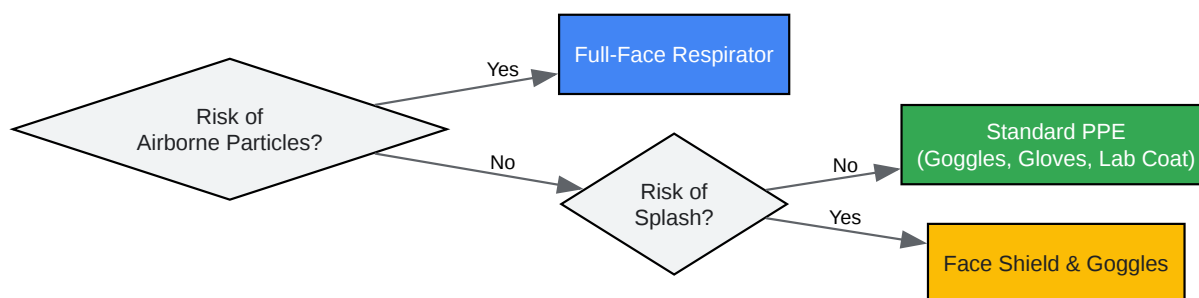 Risk of
Airborne Particles?
Yes
Full-Face Respirator
No
Risk of
Splash?
No
Standard PPE
(Goggles, Gloves, Lab Coat)
Yes
Face Shield & Goggles